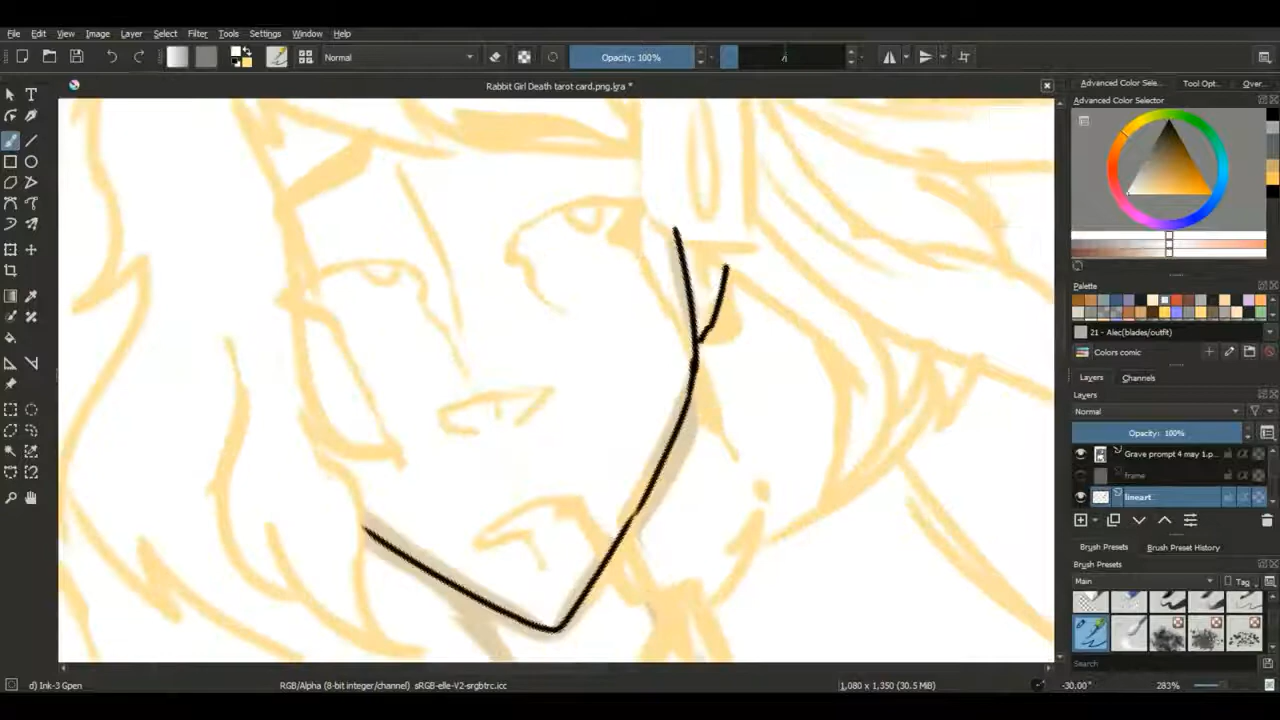 File Edit View Image Layer Select Filter Tools Settings Window Help
Normal
Opacity: 100%
Rabbit Girl Death tarot card.png.kra *
Advanced Color Sele...
Tool Opt...
Over...
Advanced Color Selector
Palette
21 - Alec(blades/outfit)
Colors comic
Layers
Channels
Layers
Normal
Opacity: 100%
Grave prompt 4 may 1.p...
frame
lineart
Brush Presets
Brush Preset History
Brush Presets
Main
Tag
Search
d) Ink-3 Gpen
RGB/Alpha (8-bit integer/channel) sRGB-elle-V2-srgbtrc.icc
1,080 x 1,350 (30.5 MiB)
-30.00°
283%